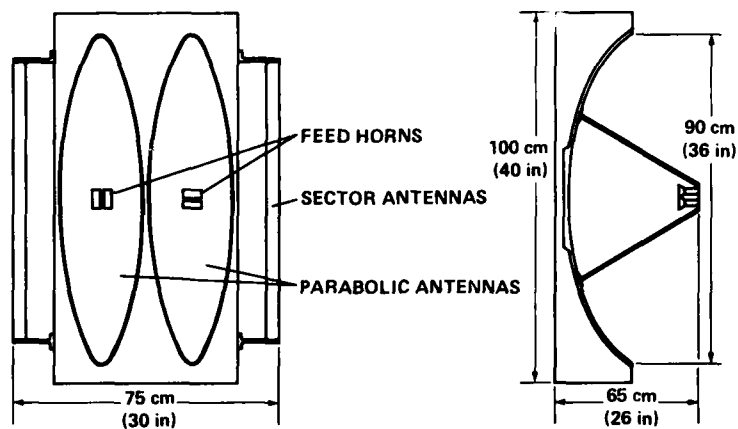 FEED HORNS
SECTOR ANTENNAS
PARABOLIC ANTENNAS
75 cm
(30 in)
100 cm
(40 in)
90 cm
(36 in)
65 cm
(26 in)